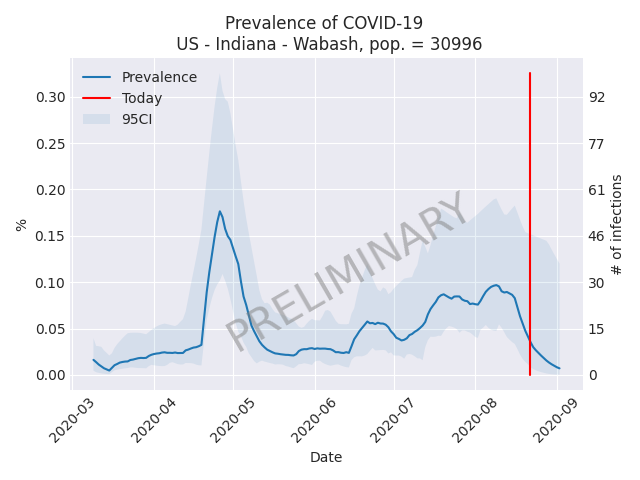 Prevalence of COVID-19
US - Indiana - Wabash, pop. = 30996
Prevalence
Today
95CI
0.30
0.25
0.20
0.15
0.10
0.05
0.00
%
92
77
61
46
30
15
0
# of infections
PRELIMINARY
2020-03
2020-04
2020-05
2020-06
2020-07
2020-08
2020-09
Date